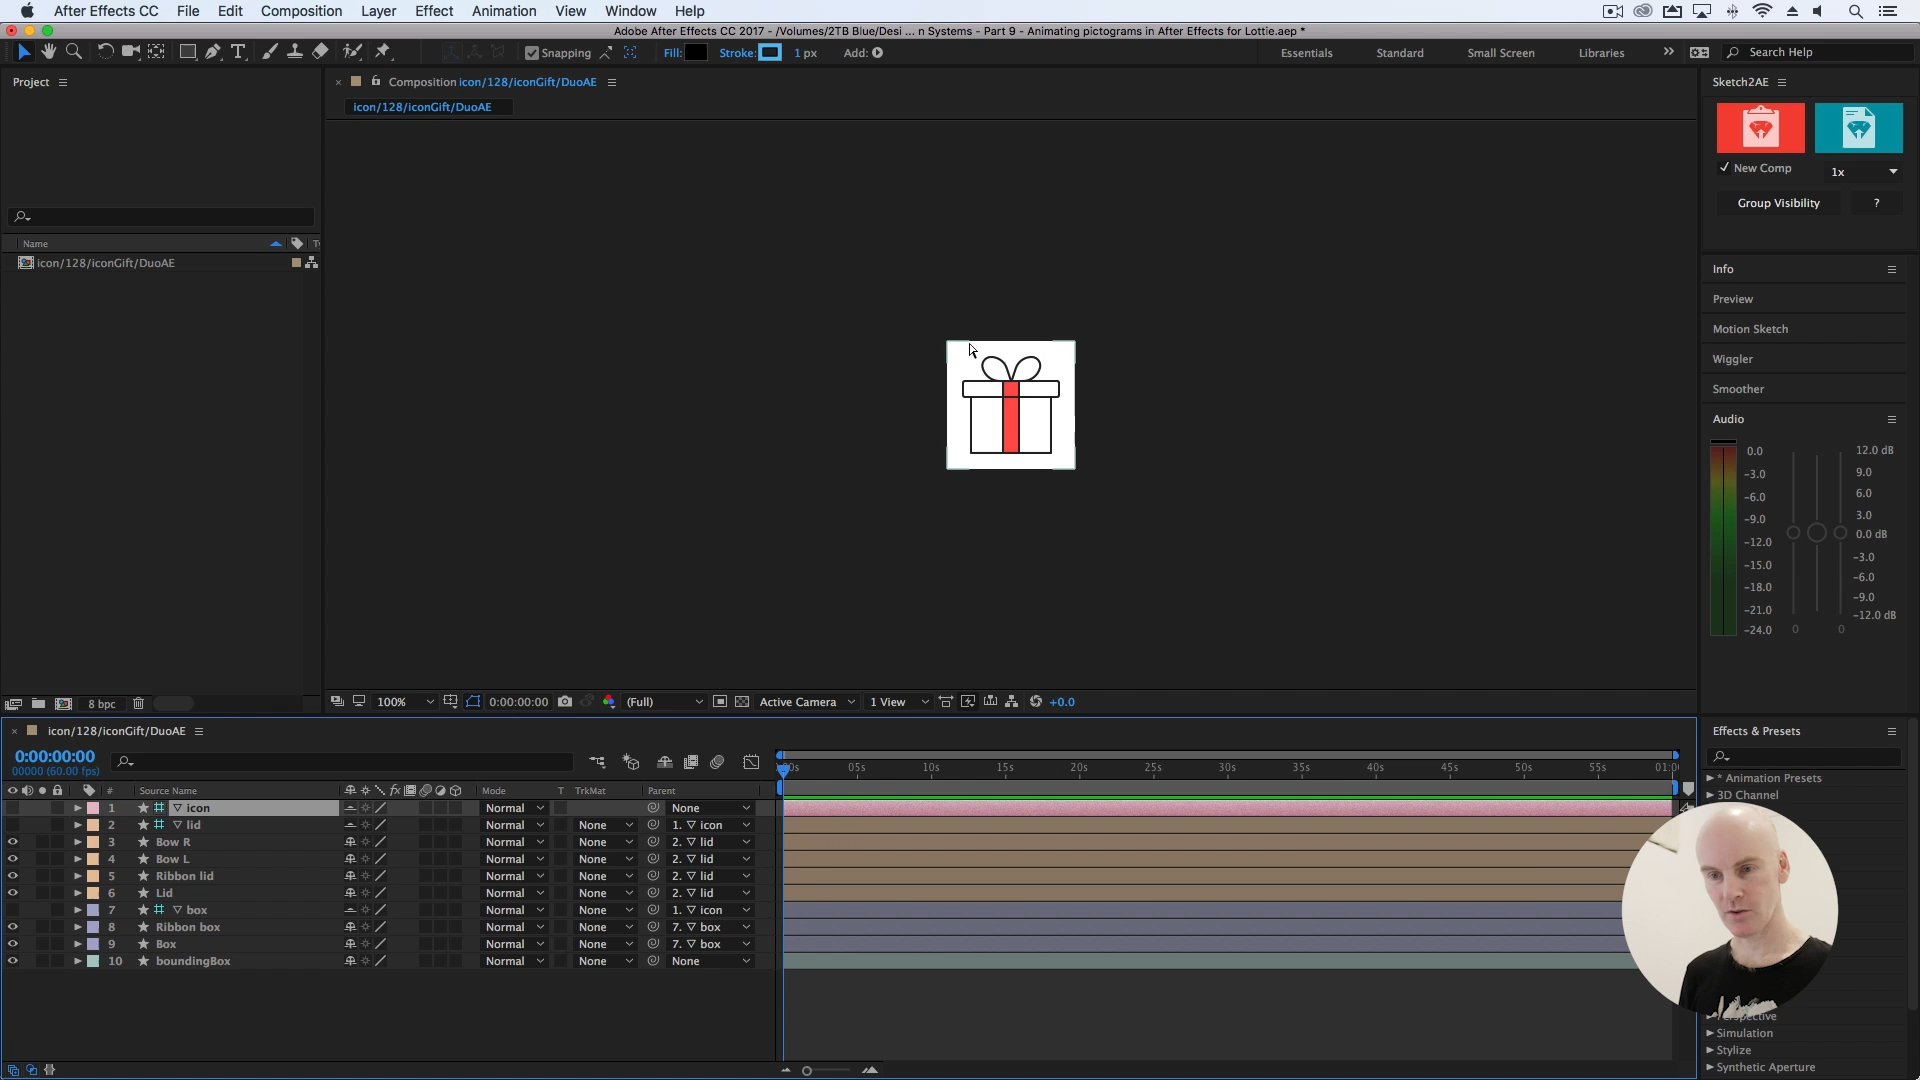 After Effects CC File Edit Composition Layer Effect Animation View Window Help
Adobe After Effects CC 2017 - /Volumes/2TB Blue/Desi ... n Systems - Part 9 - Animating pictograms in After Effects for Lottie.aep *
Snapping Fill: Stroke: 1 px Add: Essentials Standard Small Screen Libraries Search Help
Project
Composition icon/128/iconGift/DuoAE
Sketch2AE
icon/128/iconGift/DuoAE
New Comp 1x
Group Visibility ?
Name
icon/128/iconGift/DuoAE
Info
Preview
Motion Sketch
Wiggler
Smoother
Audio
0.0 12.0 dB
-3.0 9.0
-6.0 6.0
-9.0 3.0
-12.0 0.0 dB
-15.0 -3.0
-18.0 -6.0
-21.0 -9.0
-24.0 -12.0 dB
0 0
8 bpc 100% 0:00:00:00 (Full) Active Camera 1 View +0.0
icon/128/iconGift/DuoAE
0:00:00:00
00000 (60.00 fps)
05s 10s 15s 20s 25s 30s 35s 40s 45s 50s 55s
# Source Name fx Mode T TrkMat Parent
1 icon Normal None
2 lid Normal None 1. icon
3 Bow R Normal None 2. lid
4 Bow L Normal None 2. lid
5 Ribbon lid Normal None 2. lid
6 Lid Normal None 2. lid
7 box Normal None 1. icon
8 Ribbon box Normal None 7. box
9 Box Normal None 7. box
10 boundingBox Normal None None
Effects & Presets
* Animation Presets
3D Channel
Perspective
Simulation
Stylize
Synthetic Aperture